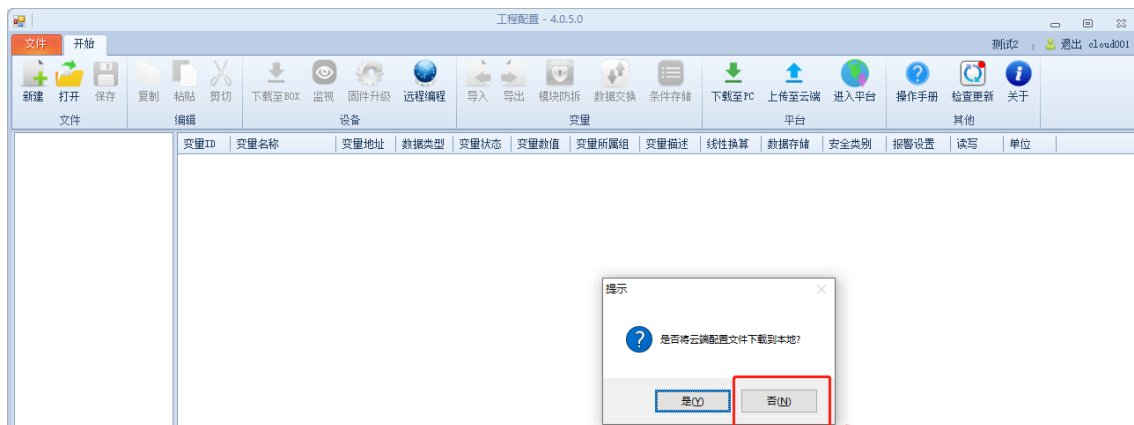 工程配置 - 4.0.5.0
文件 开始 测试2 退出 cloud001
新建 打开 保存 复制 粘贴 剪切 下载至BOX 监视 固件升级 远程编程 导入 导出 模块防拆 数据交换 条件存储 下载至PC 上传至云端 进入平台 操作手册 检查更新 关于
文件 编辑 设备 变量 平台 其他
变量ID 变量名称 变量地址 数据类型 变量状态 变量数值 变量所属组 变量描述 线性换算 数据存储 安全类别 报警设置 读写 单位
提示
是否将云端配置文件下载到本地?
是(Y) 否(N)